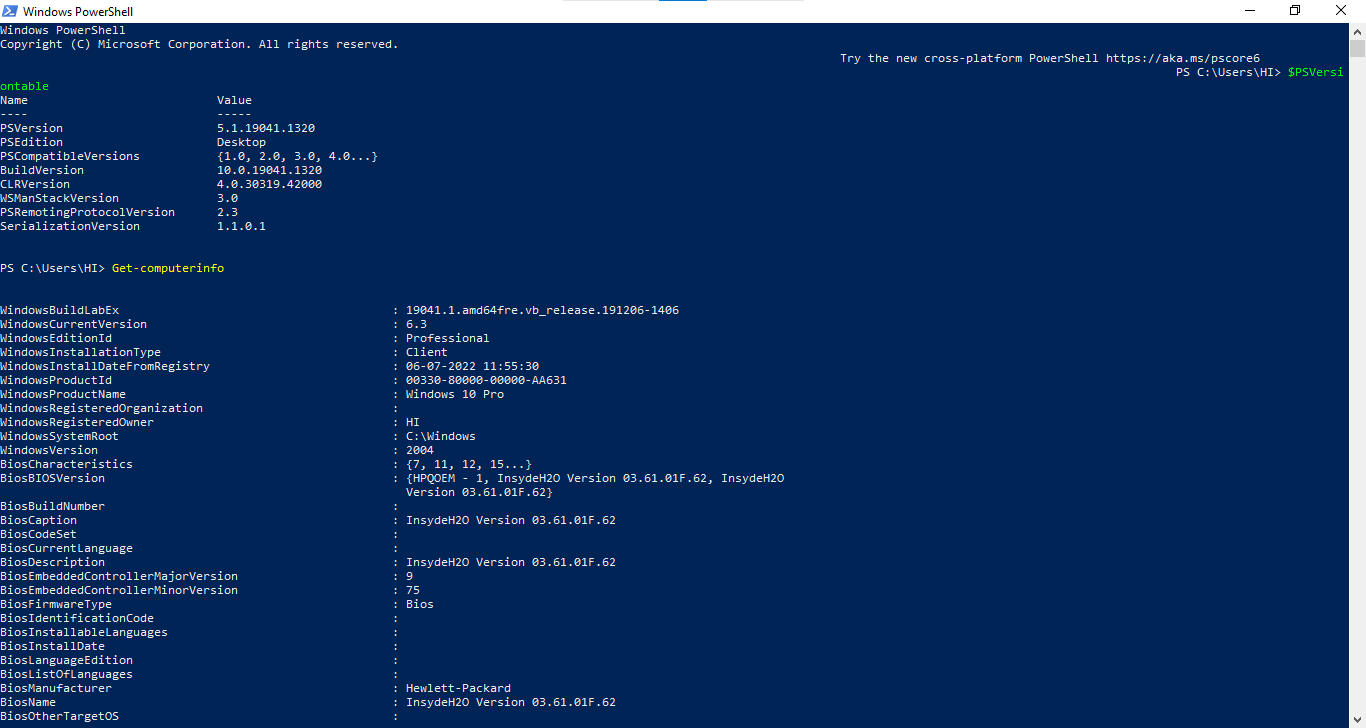 Windows PowerShell
Windows PowerShell
Copyright (C) Microsoft Corporation. All rights reserved.
Try the new cross-platform PowerShell https://aka.ms/pscore6
PS C:\Users\HI> $PSVersi
ontable
Name                           Value
----                           -----
PSVersion                      5.1.19041.1320
PSEdition                      Desktop
PSCompatibleVersions           {1.0, 2.0, 3.0, 4.0...}
BuildVersion                   10.0.19041.1320
CLRVersion                     4.0.30319.42000
WSManStackVersion              3.0
PSRemotingProtocolVersion      2.3
SerializationVersion           1.1.0.1
PS C:\Users\HI> Get-computerinfo
WindowsBuildLabEx : 19041.1.amd64fre.vb_release.191206-1406
WindowsCurrentVersion : 6.3
WindowsEditionId : Professional
WindowsInstallationType : Client
WindowsInstallDateFromRegistry : 06-07-2022 11:55:30
WindowsProductId : 00330-80000-00000-AA631
WindowsProductName : Windows 10 Pro
WindowsRegisteredOrganization :
WindowsRegisteredOwner : HI
WindowsSystemRoot : C:\Windows
WindowsVersion : 2004
BiosCharacteristics : {7, 11, 12, 15...}
BiosBIOSVersion : {HPQOEM - 1, InsydeH2O Version 03.61.01F.62, InsydeH2O
Version 03.61.01F.62}
BiosBuildNumber :
BiosCaption : InsydeH2O Version 03.61.01F.62
BiosCodeSet :
BiosCurrentLanguage :
BiosDescription : InsydeH2O Version 03.61.01F.62
BiosEmbeddedControllerMajorVersion : 9
BiosEmbeddedControllerMinorVersion : 75
BiosFirmwareType : Bios
BiosIdentificationCode :
BiosInstallableLanguages :
BiosInstallDate :
BiosLanguageEdition :
BiosListOfLanguages :
BiosManufacturer : Hewlett-Packard
BiosName : InsydeH2O Version 03.61.01F.62
BiosOtherTargetOS :